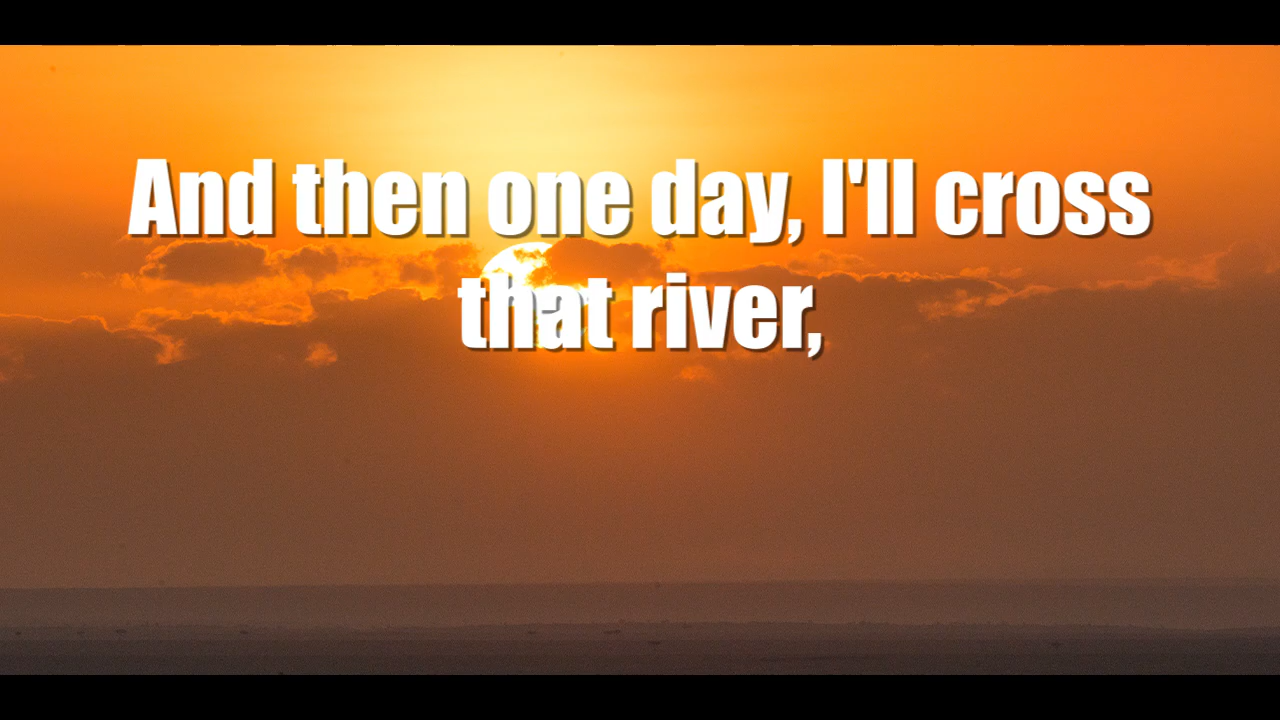 And then one day, I'll cross
that river,